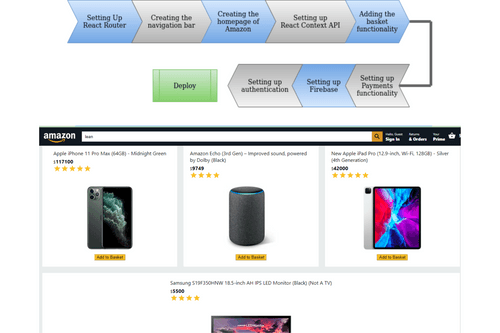 Setting Up
React Router
Creating the
navigation bar
Creating the
homepage of
Amazon
Setting up
React Context API
Adding the
basket
functionality
Deploy
Setting up
authentication
Setting up
Firebase
Setting up
Payments
functionality
amazon
Hello, Guest
Sign In
Returns
& Orders
Your
Prime
Apple iPhone 11 Pro Max (64GB) - Midnight Green
$117100
Add to Basket
Amazon Echo (3rd Gen) – Improved sound, powered
by Dolby (Black)
$9749
Add to Basket
New Apple iPad Pro (12.9-inch, Wi-Fi, 128GB) - Silver
(4th Generation)
$42000
Add to Basket
Samsung S19F350HNW 18.5-inch AH IPS LED Monitor (Black) (Not A TV)
$5500